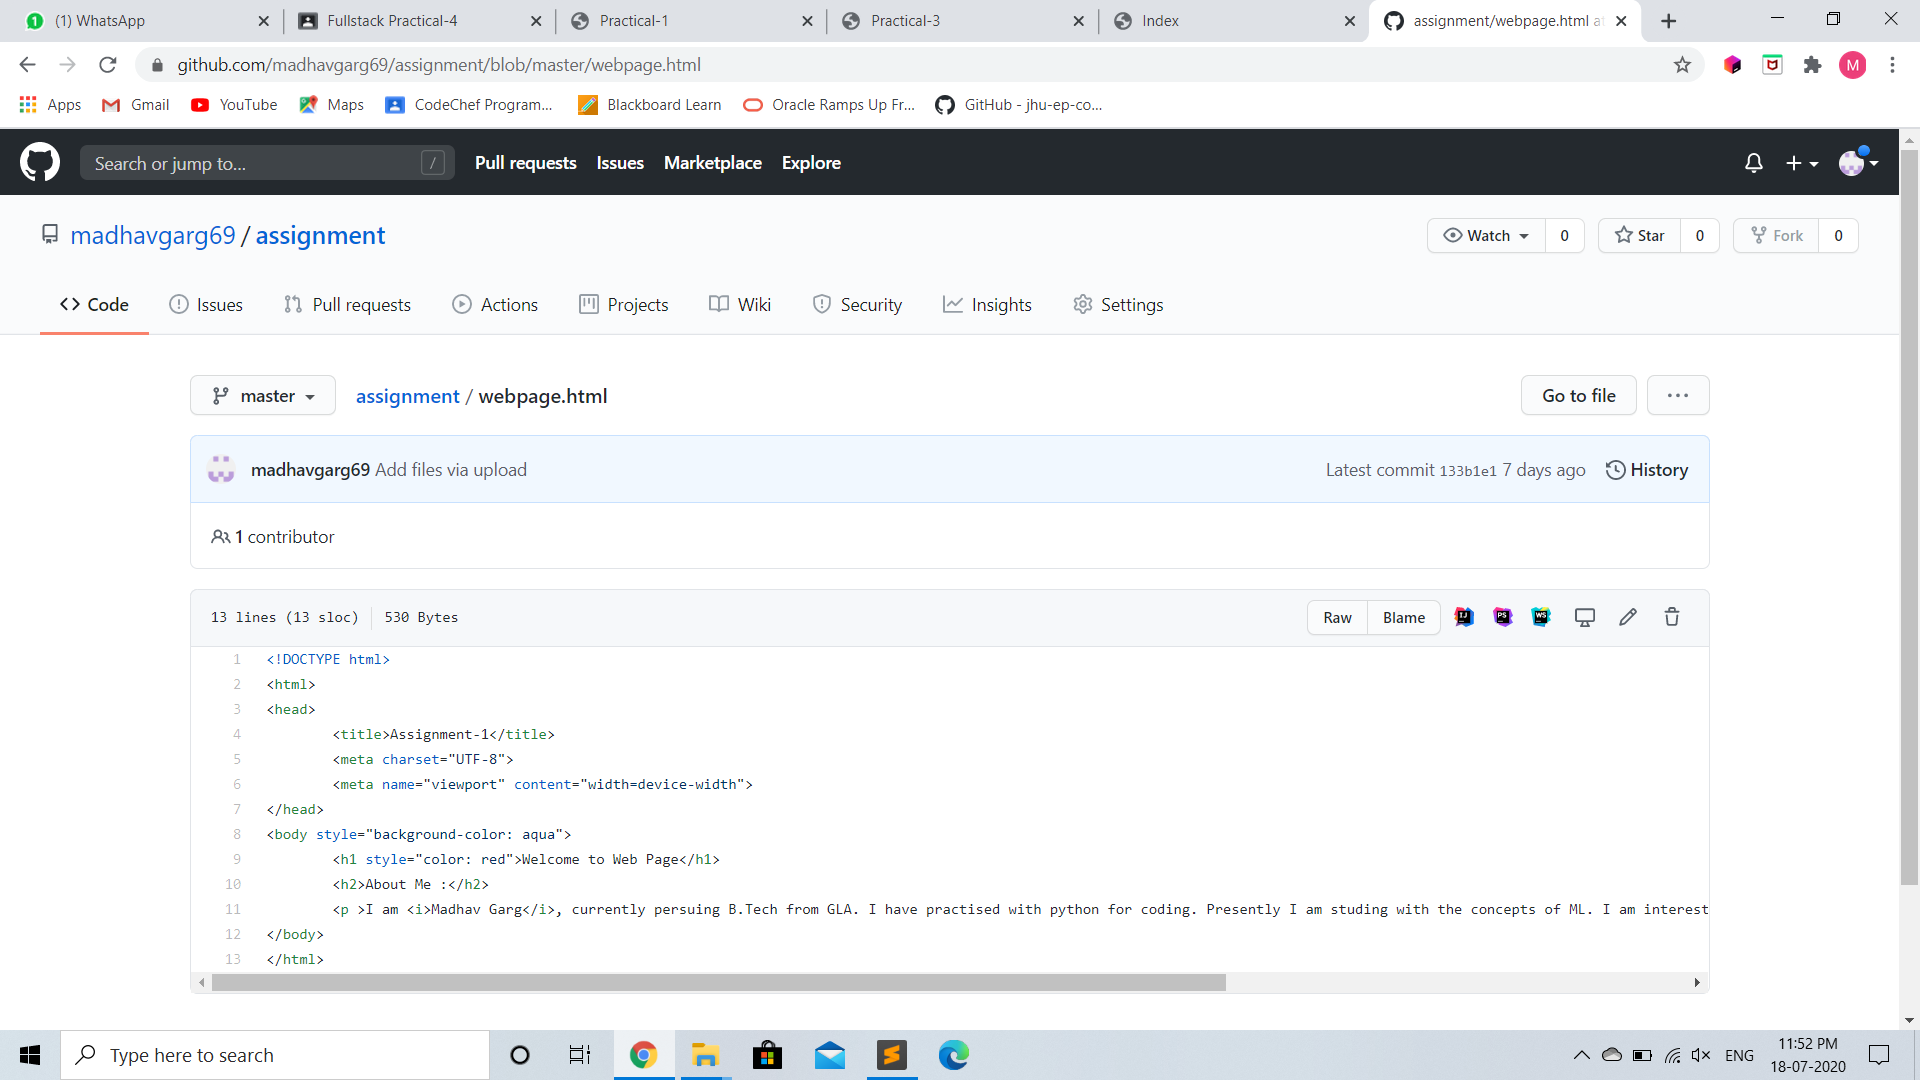 (1) WhatsApp
Fullstack Practical-4
Practical-1
Practical-3
Index
assignment/webpage.html at
github.com/madhavgarg69/assignment/blob/master/webpage.html
M
Apps
Gmail
YouTube
Maps
CodeChef Program...
Blackboard Learn
Oracle Ramps Up Fr...
GitHub - jhu-ep-co...
Search or jump to...
/
Pull requests
Issues
Marketplace
Explore
madhavgarg69 / assignment
Watch 0
Star 0
Fork 0
Code
Issues
Pull requests
Actions
Projects
Wiki
Security
Insights
Settings
master
assignment / webpage.html
Go to file
...
madhavgarg69 Add files via upload
Latest commit 133b1e1 7 days ago
History
1 contributor
13 lines (13 sloc) 530 Bytes
Raw
Blame
IJ
PS
WS
1 <!DOCTYPE html>
2 <html>
3 <head>
4 <title>Assignment-1</title>
5 <meta charset="UTF-8">
6 <meta name="viewport" content="width=device-width">
7 </head>
8 <body style="background-color: aqua">
9 <h1 style="color: red">Welcome to Web Page</h1>
10 <h2>About Me :</h2>
11 <p >I am <i>Madhav Garg</i>, currently persuing B.Tech from GLA. I have practised with python for coding. Presently I am studing with the concepts of ML. I am interest
12 </body>
13 </html>
Type here to search
ENG
11:52 PM
18-07-2020